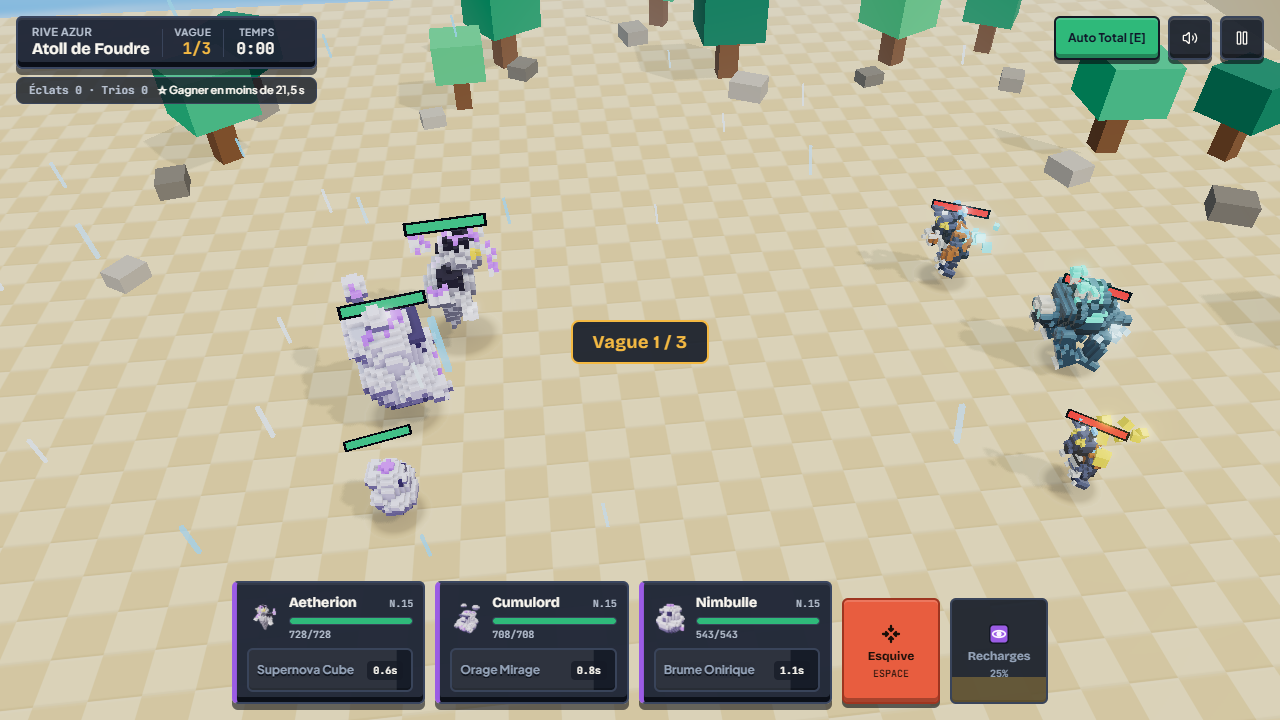 RIVE AZUR
Atoll de Foudre
VAGUE
1/3
TEMPS
0:00
Éclats 0 · Trios 0 ★ Gagner en moins de 21,5 s
Auto Total [E]
Vague 1 / 3
Aetherion N.15
728/728
Supernova Cube 0.6s
Cumulord N.15
708/708
Orage Mirage 0.8s
Nimbulle N.15
543/543
Brume Onirique 1.1s
Esquive
ESPACE
Recharges
25%